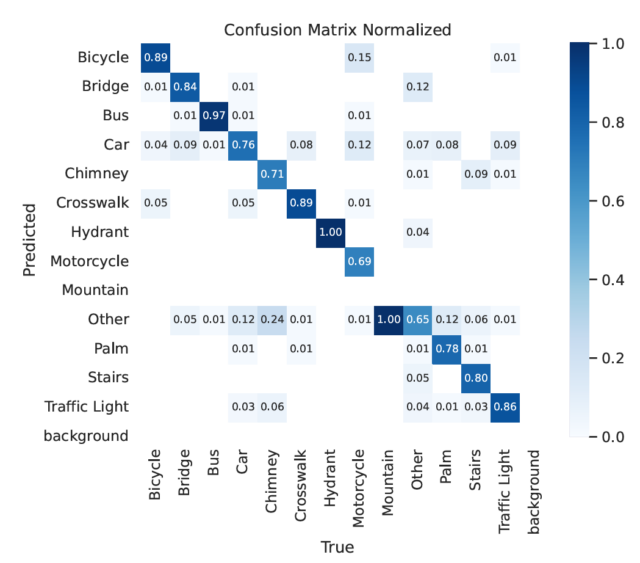 Confusion Matrix Normalized
Bicycle 0.89 0.15 0.01
Bridge 0.01 0.84 0.01 0.12
Bus 0.01 0.97 0.01 0.01
Car 0.04 0.09 0.01 0.76 0.08 0.12 0.07 0.08 0.09
Chimney 0.71 0.01 0.09 0.01
Crosswalk 0.05 0.05 0.89 0.01
Hydrant 1.00 0.04
Motorcycle 0.69
Mountain
Other 0.05 0.01 0.12 0.24 0.01 0.01 1.00 0.65 0.12 0.06 0.01
Palm 0.01 0.01 0.01 0.78 0.01
Stairs 0.05 0.80
Traffic Light 0.03 0.06 0.04 0.01 0.03 0.86
background
Predicted
Bicycle
Bridge
Bus
Car
Chimney
Crosswalk
Hydrant
Motorcycle
Mountain
Other
Palm
Stairs
Traffic Light
background
True
1.0
0.8
0.6
0.4
0.2
0.0